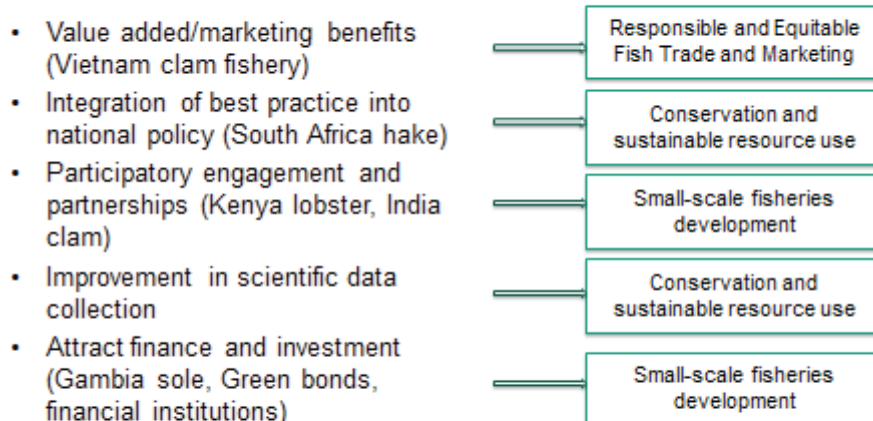 • Value added/marketing benefits
(Vietnam clam fishery)
Responsible and Equitable
Fish Trade and Marketing
• Integration of best practice into
national policy (South Africa hake)
Conservation and
sustainable resource use
• Participatory engagement and
partnerships (Kenya lobster, India
clam)
Small-scale fisheries
development
• Improvement in scientific data
collection
Conservation and
sustainable resource use
• Attract finance and investment
(Gambia sole, Green bonds,
financial institutions)
Small-scale fisheries
development